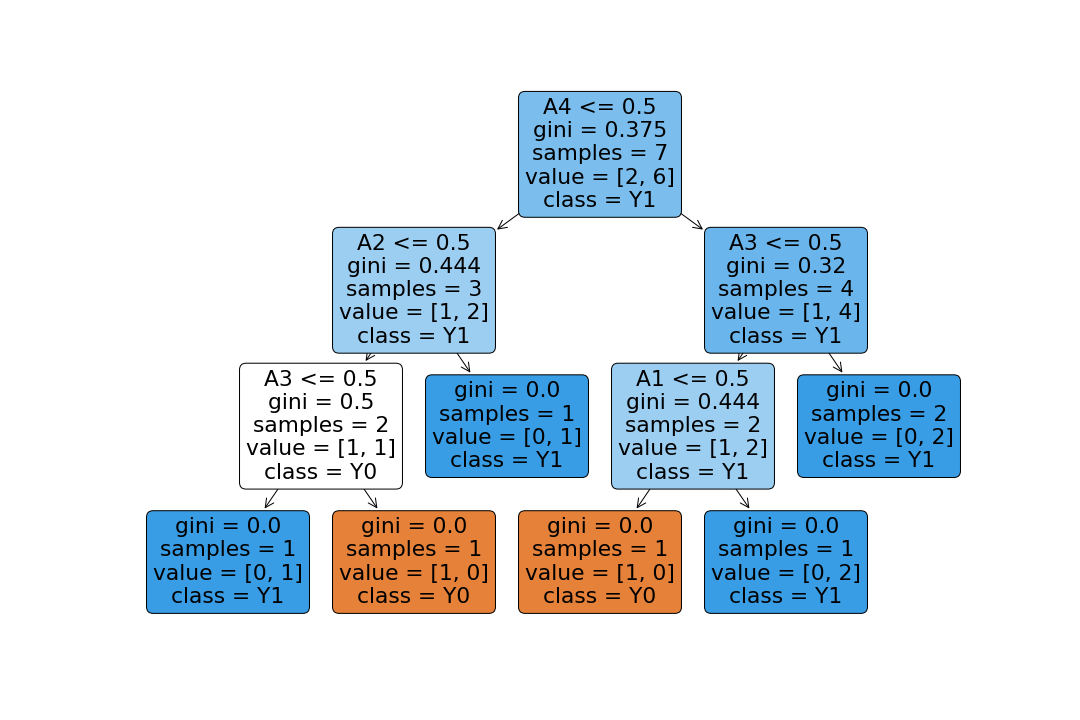 A4 <= 0.5
gini = 0.375
samples = 7
value = [2, 6]
class = Y1
A2 <= 0.5
gini = 0.444
samples = 3
value = [1, 2]
class = Y1
A3 <= 0.5
gini = 0.32
samples = 4
value = [1, 4]
class = Y1
A3 <= 0.5
gini = 0.5
samples = 2
value = [1, 1]
class = Y0
gini = 0.0
samples = 1
value = [0, 1]
class = Y1
A1 <= 0.5
gini = 0.444
samples = 2
value = [1, 2]
class = Y1
gini = 0.0
samples = 2
value = [0, 2]
class = Y1
gini = 0.0
samples = 1
value = [0, 1]
class = Y1
gini = 0.0
samples = 1
value = [1, 0]
class = Y0
gini = 0.0
samples = 1
value = [1, 0]
class = Y0
gini = 0.0
samples = 1
value = [0, 2]
class = Y1